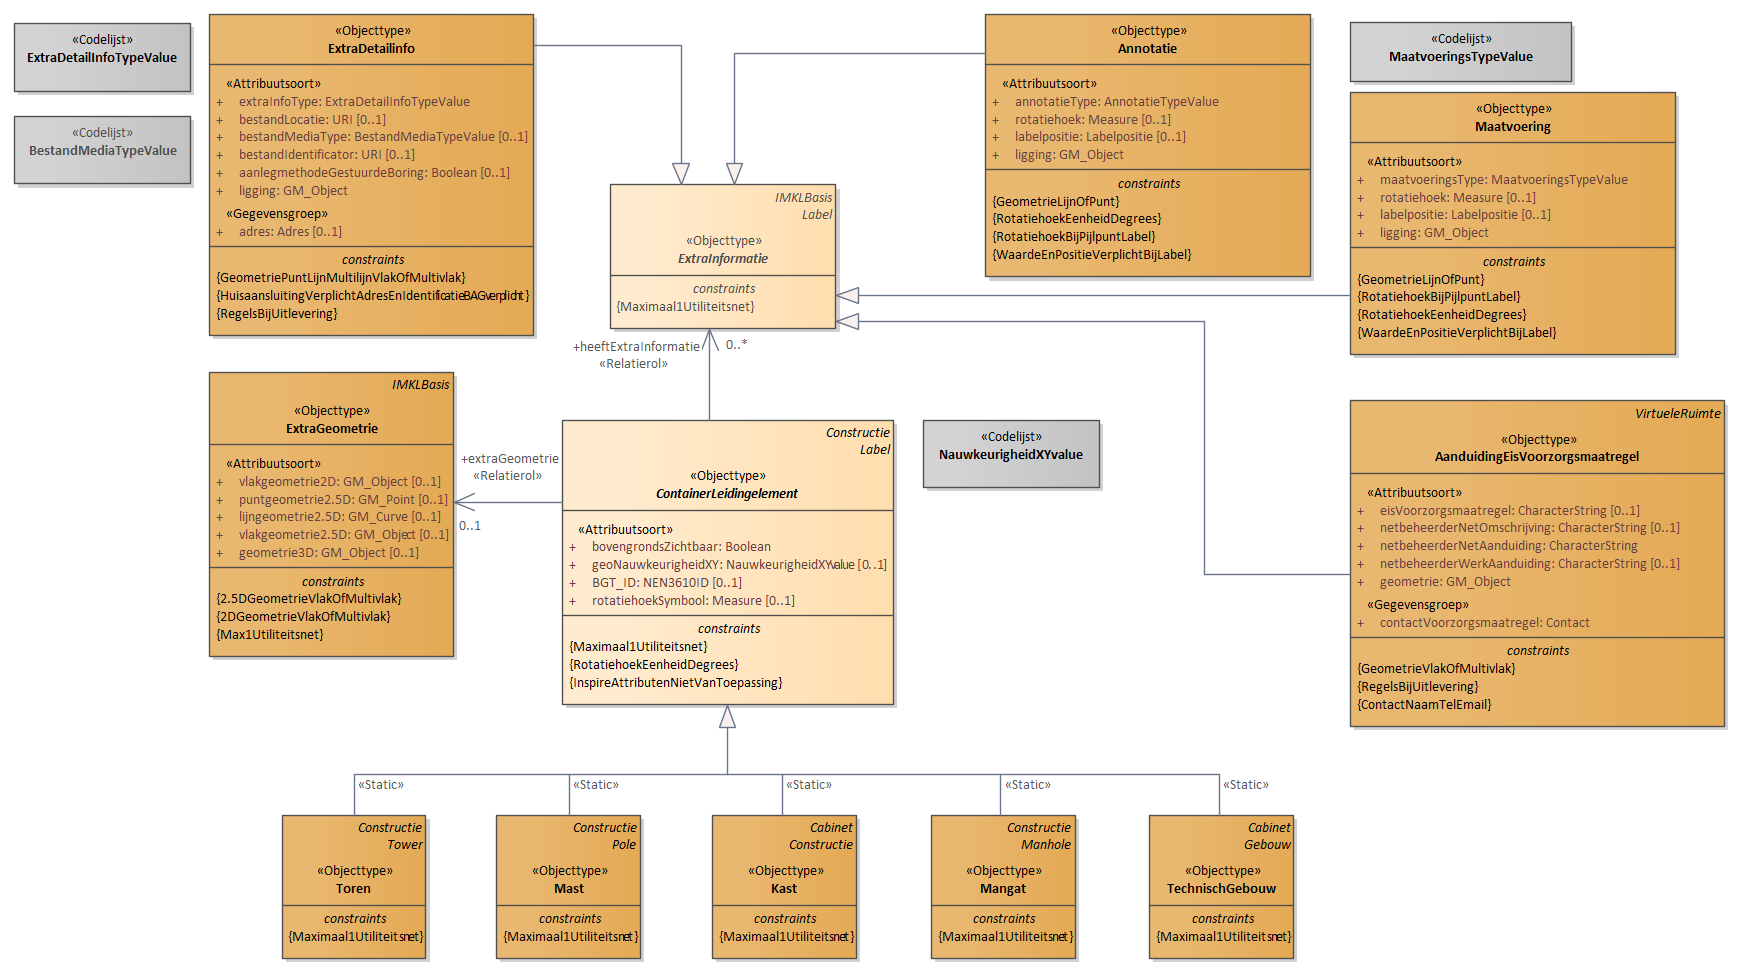 «Codelijst»
ExtraDetailInfoTypeValue
«Codelijst»
BestandMediaTypeValue
«Objecttype»
ExtraDetailinfo
«Attribuutsoort»
+ extraInfoType: ExtraDetailInfoTypeValue
+ bestandLocatie: URI [0..1]
+ bestandMediaType: BestandMediaTypeValue [0..1]
+ bestandIdentificator: URI [0..1]
+ aanlegmethodeGestuurdeBoring: Boolean [0..1]
+ ligging: GM_Object
«Gegevensgroep»
+ adres: Adres [0..1]
constraints
{GeometriePuntLijnMultilijnVlakOfMultivlak}
{HuisaansluitingVerplichtAdresEnIdentificatieBAGverplicht}
{RegelsBijUitlevering}
«Objecttype»
Annotatie
«Attribuutsoort»
+ annotatieType: AnnotatieTypeValue
+ rotatiehoek: Measure [0..1]
+ labelpositie: Labelpositie [0..1]
+ ligging: GM_Object
constraints
{GeometrieLijnOfPunt}
{RotatiehoekEenheidDegrees}
{RotatiehoekBijPijlpuntLabel}
{WaardeEnPositieVerplichtBijLabel}
«Codelijst»
MaatvoeringsTypeValue
«Objecttype»
Maatvoering
«Attribuutsoort»
+ maatvoeringsType: MaatvoeringsTypeValue
+ rotatiehoek: Measure [0..1]
+ labelpositie: Labelpositie [0..1]
+ ligging: GM_Object
constraints
{GeometrieLijnOfPunt}
{RotatiehoekBijPijlpuntLabel}
{RotatiehoekEenheidDegrees}
{WaardeEnPositieVerplichtBijLabel}
IMKLBasis
Label
«Objecttype»
ExtraInformatie
constraints
{Maximaal1Utiliteitsnet}
+heeftExtraInformatie
«Relatierol»
0..*
IMKLBasis
«Objecttype»
ExtraGeometrie
«Attribuutsoort»
+ vlakgeometrie2D: GM_Object [0..1]
+ puntgeometrie2.5D: GM_Point [0..1]
+ lijngeometrie2.5D: GM_Curve [0..1]
+ vlakgeometrie2.5D: GM_Object [0..1]
+ geometrie3D: GM_Object [0..1]
constraints
{2.5DGeometrieVlakOfMultivlak}
{2DGeometrieVlakOfMultivlak}
{Max1Utiliteitsnet}
+extraGeometrie
«Relatierol»
0..1
Constructie
Label
«Objecttype»
ContainerLeidingelement
«Attribuutsoort»
+ bovengrondsZichtbaar: Boolean
+ geoNauwkeurigheidXY: NauwkeurigheidXYvalue [0..1]
+ BGT_ID: NEN3610ID [0..1]
+ rotatiehoekSymbool: Measure [0..1]
constraints
{Maximaal1Utiliteitsnet}
{RotatiehoekEenheidDegrees}
{InspireAttributenNietVanToepassing}
«Codelijst»
NauwkeurigheidXYvalue
VirtueleRuimte
«Objecttype»
AanduidingEisVoorzorgsmaatregel
«Attribuutsoort»
+ eisVoorzorgsmaatregel: CharacterString [0..1]
+ netbeheerderNetOmschrijving: CharacterString [0..1]
+ netbeheerderNetAanduiding: CharacterString
+ netbeheerderWerkAanduiding: CharacterString [0..1]
+ geometrie: GM_Object
«Gegevensgroep»
+ contactVoorzorgsmaatregel: Contact
constraints
{GeometrieVlakOfMultivlak}
{RegelsBijUitlevering}
{ContactNaamTelEmail}
«Static»
«Static»
«Static»
«Static»
«Static»
Constructie
Tower
«Objecttype»
Toren
constraints
{Maximaal1Utiliteitsnet}
Constructie
Pole
«Objecttype»
Mast
constraints
{Maximaal1Utiliteitsnet}
Cabinet
Constructie
«Objecttype»
Kast
constraints
{Maximaal1Utiliteitsnet}
Constructie
Manhole
«Objecttype»
Mangat
constraints
{Maximaal1Utiliteitsnet}
Cabinet
Gebouw
«Objecttype»
TechnischGebouw
constraints
{Maximaal1Utiliteitsnet}